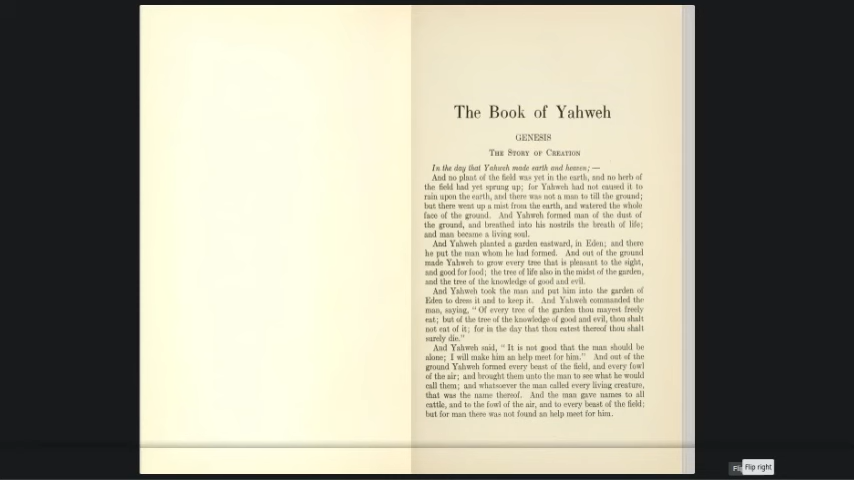 The Book of Yahweh
GENESIS
The Story of Creation
In the day that Yahweh made earth and heaven; —
And no plant of the field was yet in the earth, and no herb of
the field had yet sprung up; for Yahweh had not caused it to
rain upon the earth, and there was not a man to till the ground;
but there went up a mist from the earth, and watered the whole
face of the ground. And Yahweh formed man of the dust of
the ground, and breathed into his nostrils the breath of life;
and man became a living soul.
And Yahweh planted a garden eastward, in Eden; and there
he put the man whom he had formed. And out of the ground
made Yahweh to grow every tree that is pleasant to the sight,
and good for food; the tree of life also in the midst of the garden,
and the tree of the knowledge of good and evil.
And Yahweh took the man and put him into the garden of
Eden to dress it and to keep it. And Yahweh commanded the
man, saying, "Of every tree of the garden thou mayest freely
eat; but of the tree of the knowledge of good and evil, thou shalt
not eat of it; for in the day that thou eatest thereof thou shalt
surely die."
And Yahweh said, "It is not good that the man should be
alone; I will make him an help meet for him." And out of the
ground Yahweh formed every beast of the field, and every fowl
of the air; and brought them unto the man to see what he would
call them; and whatsoever the man called every living creature,
that was the name thereof. And the man gave names to all
cattle, and to the fowl of the air, and to every beast of the field;
but for man there was not found an help meet for him.
Flip right